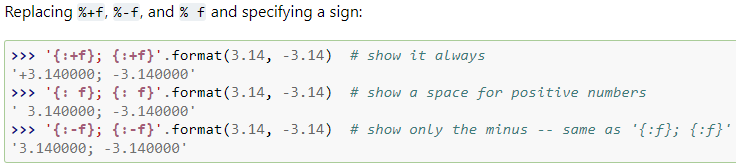 Replacing %+f, %-f, and % f and specifying a sign:
>>> '{:+f}; {:+f}'.format(3.14, -3.14)  # show it always
'+3.140000; -3.140000'
>>> '{: f}; {: f}'.format(3.14, -3.14)  # show a space for positive numbers
' 3.140000; -3.140000'
>>> '{:-f}; {:-f}'.format(3.14, -3.14)  # show only the minus -- same as '{:f}; {:f}'
'3.140000; -3.140000'